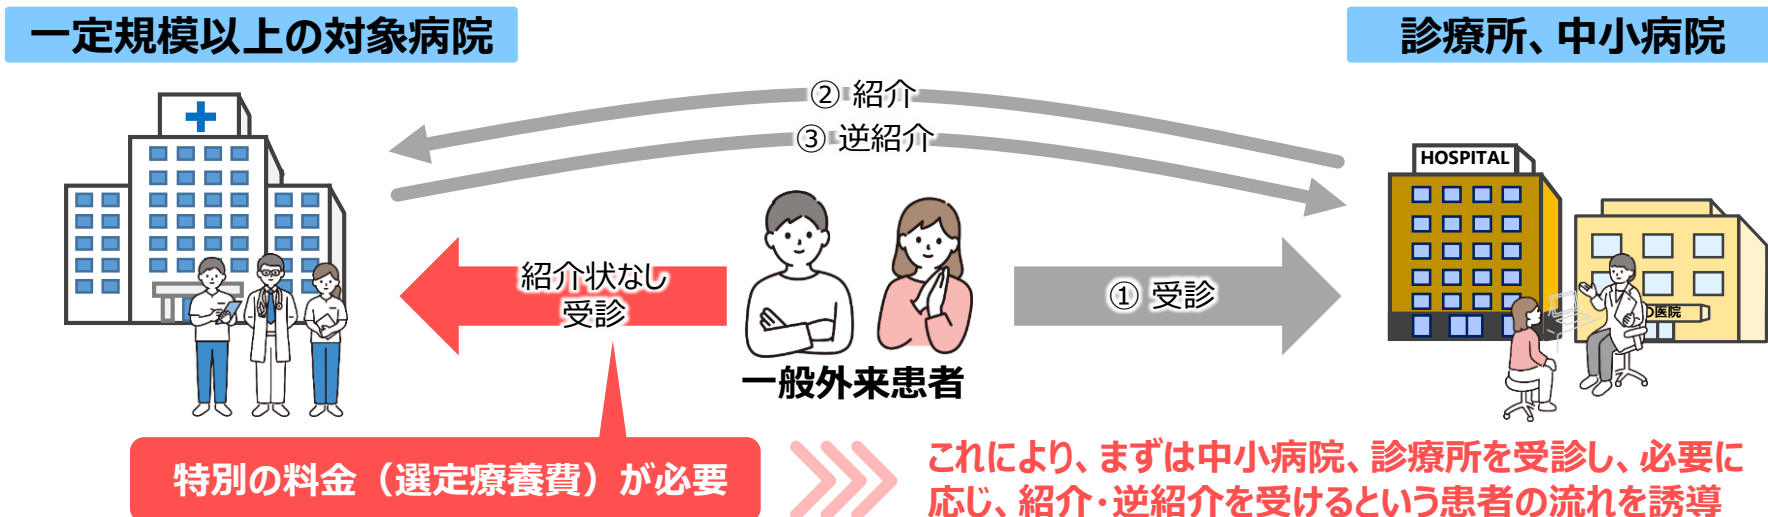 一定規模以上の対象病院
診療所、中小病院
② 紹介
③ 逆紹介
HOSPITAL
紹介状なし
受診
① 受診
医院
一般外来患者
特別の料金（選定療養費）が必要
これにより、まずは中小病院、診療所を受診し、必要に
応じ、紹介・逆紹介を受けるという患者の流れを誘導